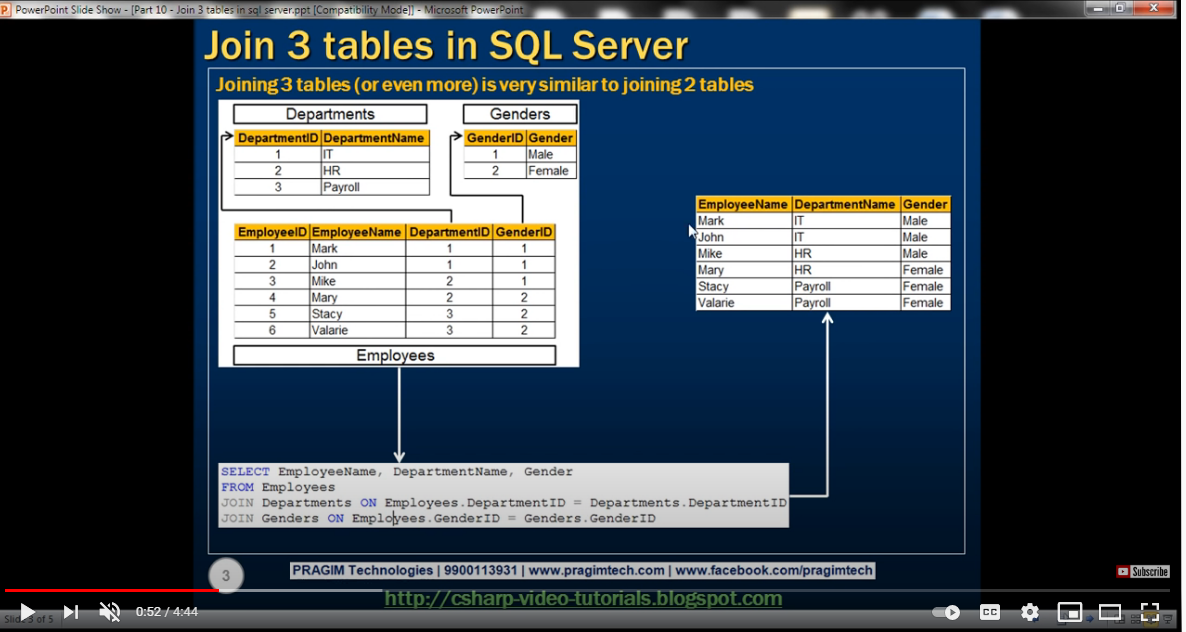 PowerPoint Slide Show - [Part 10 - Join 3 tables in sql server.ppt [Compatibility Mode]] - Microsoft PowerPoint
Join 3 tables in SQL Server
Joining 3 tables (or even more) is very similar to joining 2 tables
Departments
DepartmentID DepartmentName
1 IT
2 HR
3 Payroll
Genders
GenderID Gender
1 Male
2 Female
EmployeeID EmployeeName DepartmentID GenderID
1 Mark 1 1
2 John 1 1
3 Mike 2 1
4 Mary 2 2
5 Stacy 3 2
6 Valarie 3 2
Employees
EmployeeName DepartmentName Gender
Mark IT Male
John IT Male
Mike HR Male
Mary HR Female
Stacy Payroll Female
Valarie Payroll Female
SELECT EmployeeName, DepartmentName, Gender
FROM Employees
JOIN Departments ON Employees.DepartmentID = Departments.DepartmentID
JOIN Genders ON Employees.GenderID = Genders.GenderID
3
PRAGIM Technologies | 9900113931 | www.pragimtech.com | www.facebook.com/pragimtech
Subscribe
http://csharp-video-tutorials.blogspot.com
0:52 / 4:44
CC
Slide 3 of 5